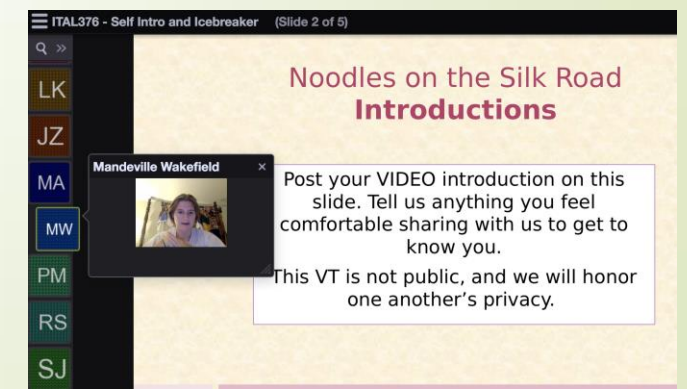 ITAL376 - Self Intro and Icebreaker (Slide 2 of 5)
»
LK
JZ
MA
MW
PM
RS
SJ
Mandeville Wakefield ×
Noodles on the Silk Road
Introductions
Post your VIDEO introduction on this
slide. Tell us anything you feel
comfortable sharing with us to get to
know you.
This VT is not public, and we will honor
one another’s privacy.